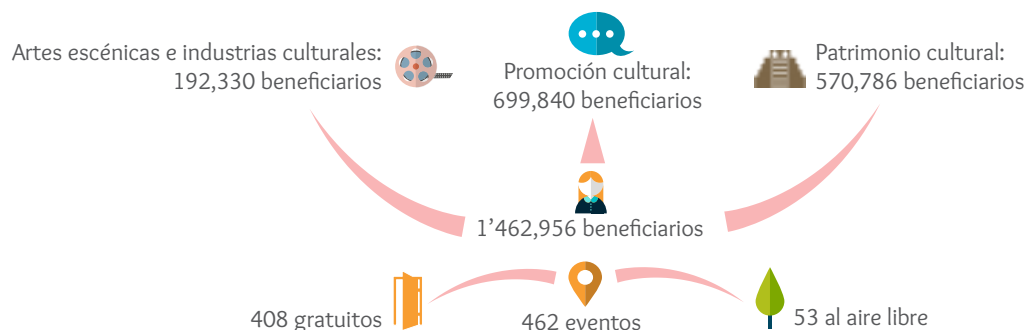 Artes escénicas e industrias culturales:
192,330 beneficiarios
Promoción cultural:
699,840 beneficiarios
Patrimonio cultural:
570,786 beneficiarios
1'462,956 beneficiarios
408 gratuitos
462 eventos
53 al aire libre